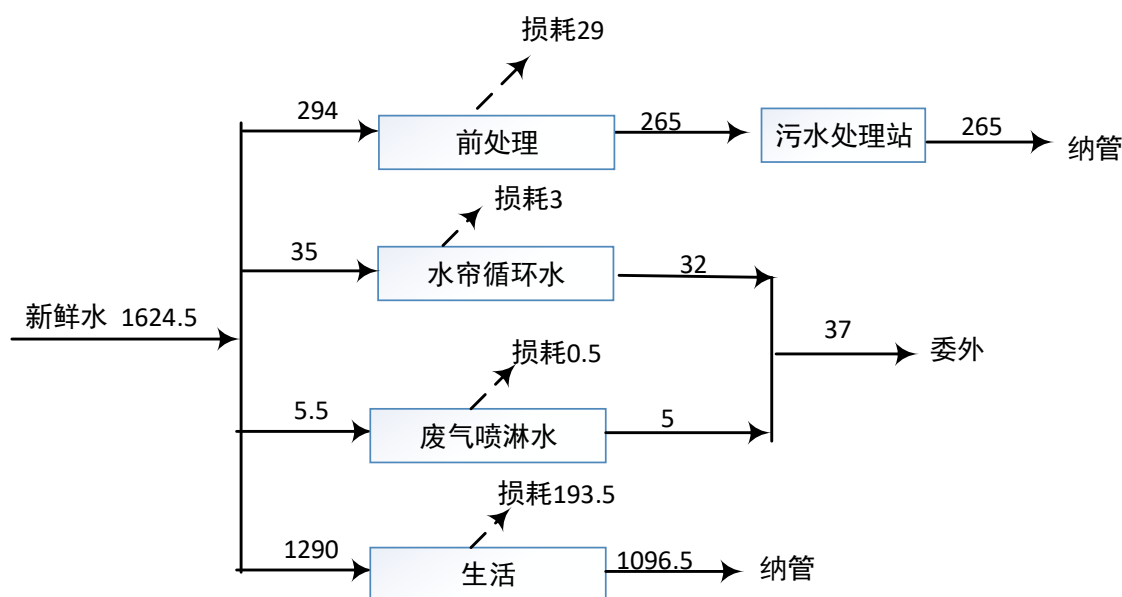 损耗29
294
前处理
265
污水处理站
265
纳管
损耗3
35
水帘循环水
32
新鲜水 1624.5
37
委外
损耗0.5
5.5
废气喷淋水
5
损耗193.5
1290
生活
1096.5
纳管